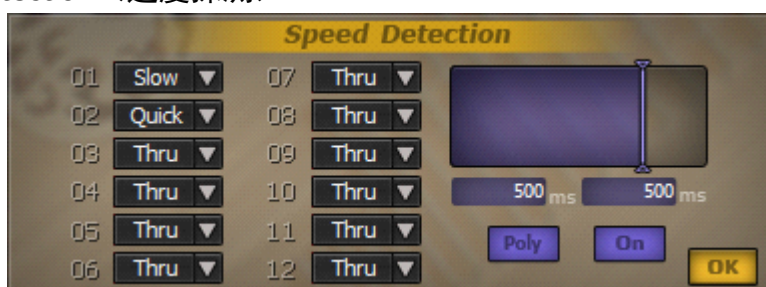 Speed Detection
01 Slow
02 Quick
03 Thru
04 Thru
05 Thru
06 Thru
07 Thru
08 Thru
09 Thru
10 Thru
11 Thru
12 Thru
500 ms 500 ms
Poly On
OK